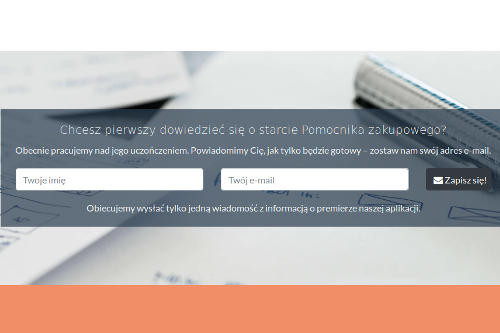 Chcesz pierwszy dowiedzieć się o starcie Pomocnika zakupowego?
Obecnie pracujemy nad jego uczończeniem. Powiadomimy Cię, jak tylko będzie gotowy – zostaw nam swój adres e-mail.
Twoje imię
Twój e-mail
Zapisz się!
Obiecujemy wysłać tylko jedną wiadomość z informacją o premierze naszej aplikacji.